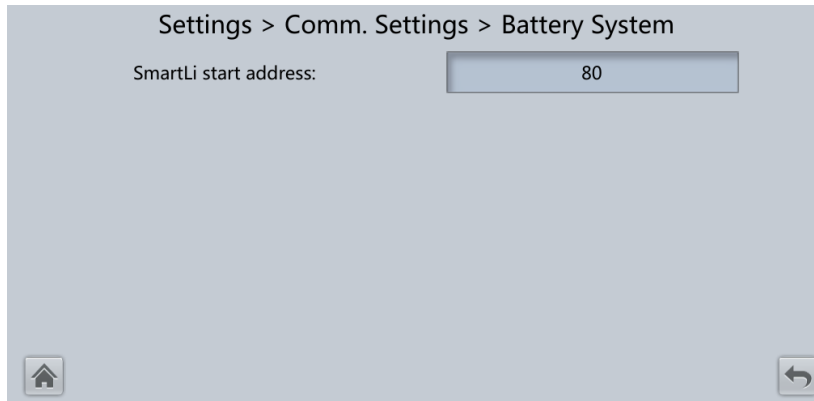 Settings > Comm. Settings > Battery System
SmartLi start address: 80